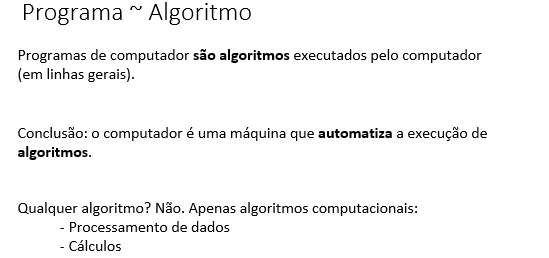 Programa ~ Algoritmo
Programas de computador são algoritmos executados pelo computador
(em linhas gerais).
Conclusão: o computador é uma máquina que automatiza a execução de
algoritmos.
Qualquer algoritmo? Não. Apenas algoritmos computacionais:
- Processamento de dados
- Cálculos